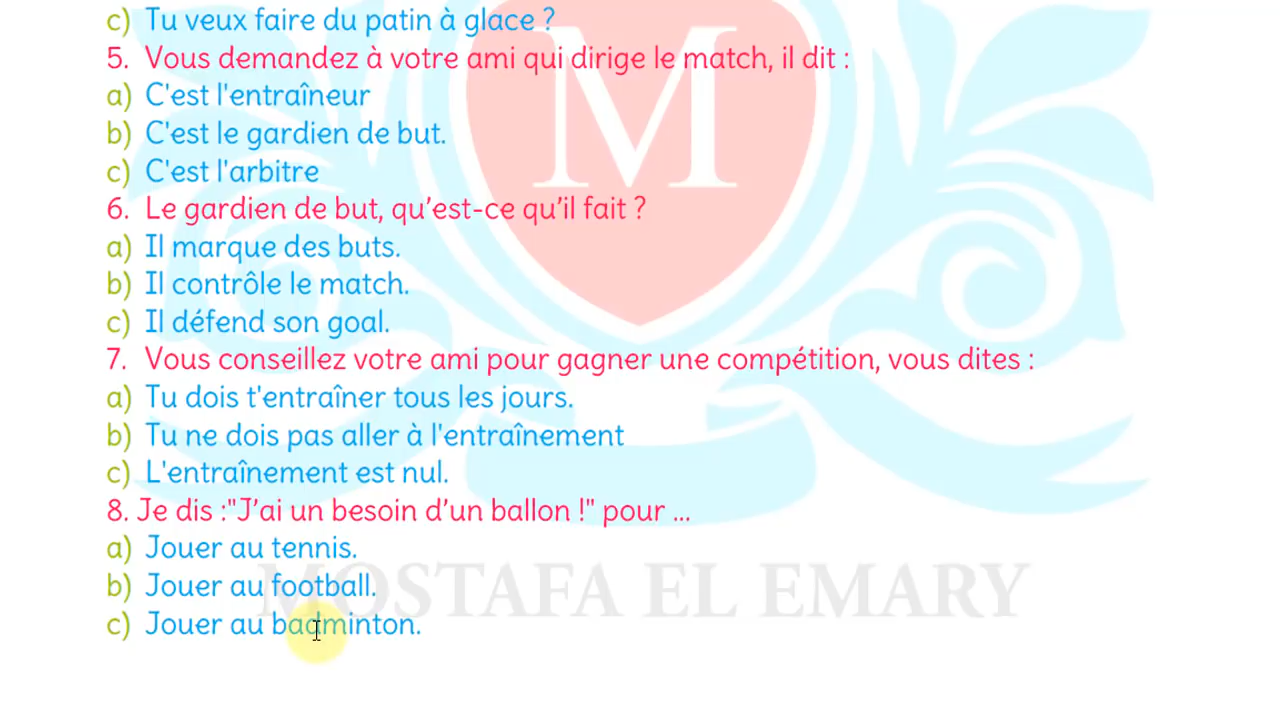 c) Tu veux faire du patin à glace ?
5. Vous demandez à votre ami qui dirige le match, il dit :
a) C'est l'entraîneur
b) C'est le gardien de but.
c) C'est l'arbitre
6. Le gardien de but, qu’est-ce qu’il fait ?
a) Il marque des buts.
b) Il contrôle le match.
c) Il défend son goal.
7. Vous conseillez votre ami pour gagner une compétition, vous dites :
a) Tu dois t'entraîner tous les jours.
b) Tu ne dois pas aller à l'entraînement
c) L'entraînement est nul.
8. Je dis :"J’ai un besoin d’un ballon !" pour ...
a) Jouer au tennis.
b) Jouer au football.
c) Jouer au badminton.
M
MOSTAFA EL EMARY